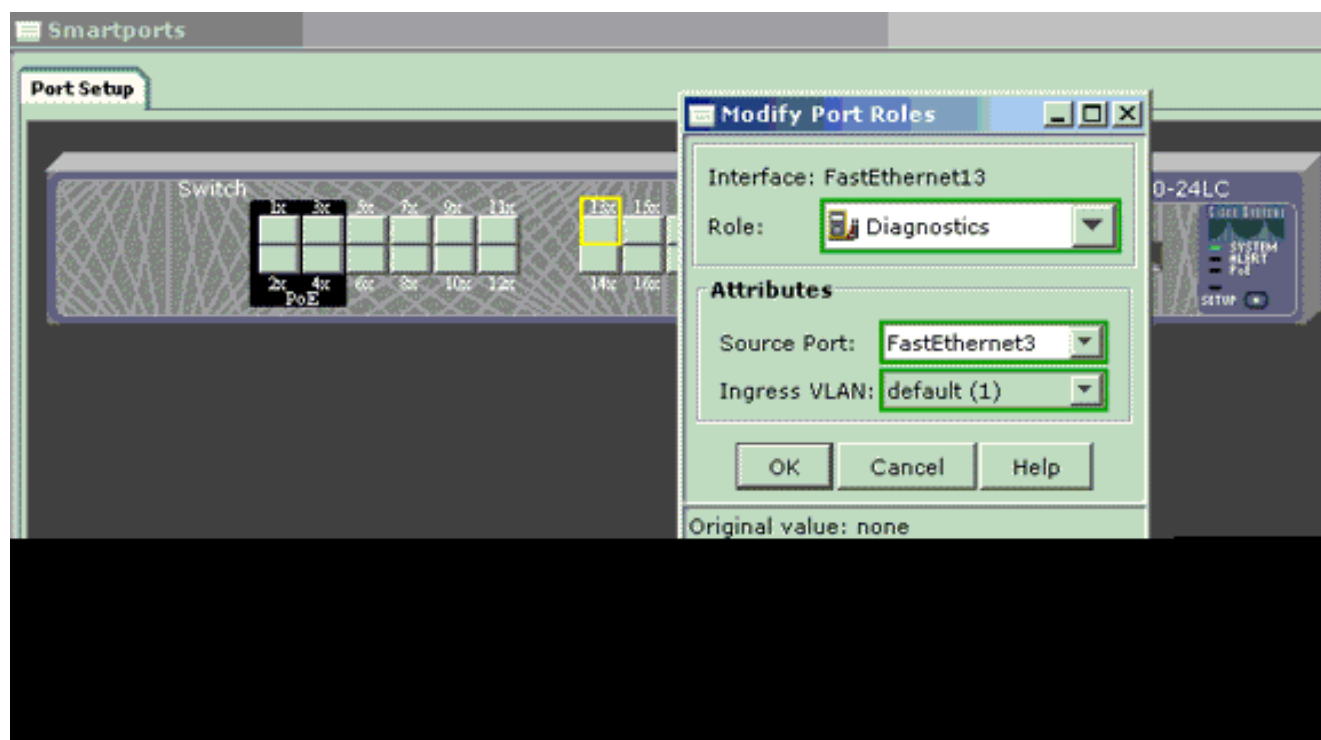 Smartports
Port Setup
Modify Port Roles
Interface: FastEthernet13
Role: Diagnostics
Attributes
Source Port: FastEthernet3
Ingress VLAN: default (1)
OK Cancel Help
Original value: none
Switch
1x 3x 5x 7x 9x 11x 13x 15x
2x 4x 6x 8x 10x 12x 14x 16x
PoE
0-24LC
Cisco Systems
SYSTEM
ALERT
PoE
SETUP